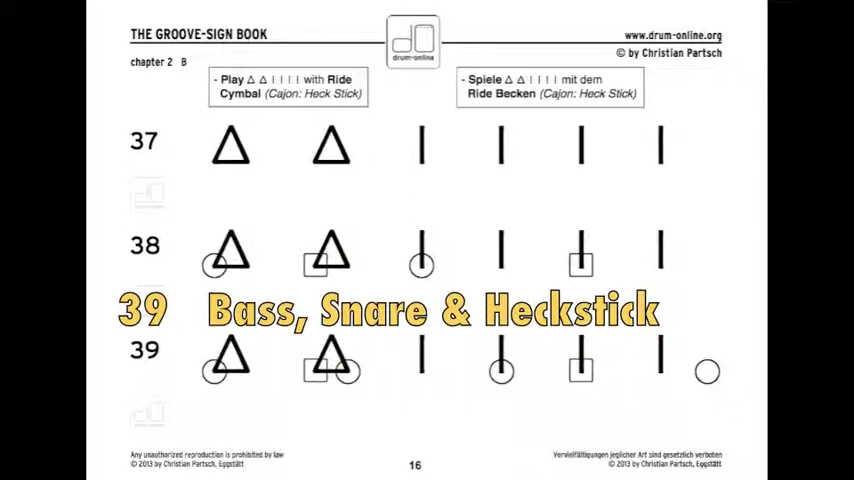 THE GROOVE-SIGN BOOK
www.drum-online.org
drum-online
© by Christian Partsch
chapter 2 B
- Play Δ Δ | | | | with Ride
Cymbal (Cajon: Heck Stick)
- Spiele Δ Δ | | | | mit dem
Ride Becken (Cajon: Heck Stick)
37
38
39 Bass, Snare & Heckstick
39
Any unauthorized reproduction is prohibited by law
© 2013 by Christian Partsch, Eggstätt
16
Vervielfältigungen jeglicher Art sind gesetzlich verboten
© 2013 by Christian Partsch, Eggstätt